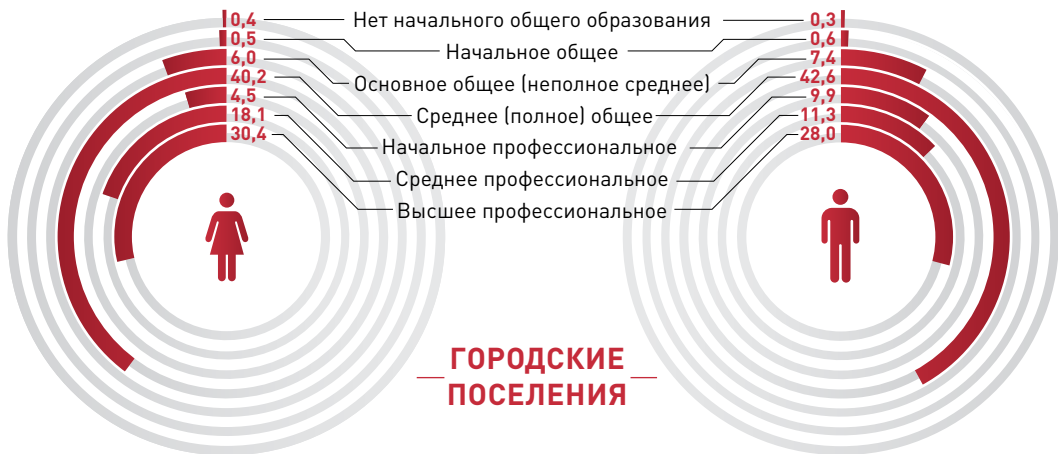 0,4 Нет начального общего образования 0,3
0,5 Начальное общее 0,6
6,0 Основное общее (неполное среднее) 7,4
40,2 Среднее (полное) общее 42,6
4,5 Начальное профессиональное 9,9
18,1 Среднее профессиональное 11,3
30,4 Высшее профессиональное 28,0
ГОРОДСКИЕ
ПОСЕЛЕНИЯ